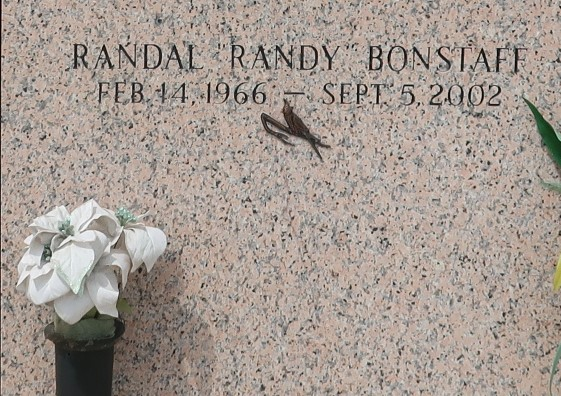 RANDAL "RANDY" BONSTAFF
FEB 14, 1966 — SEPT. 5, 2002